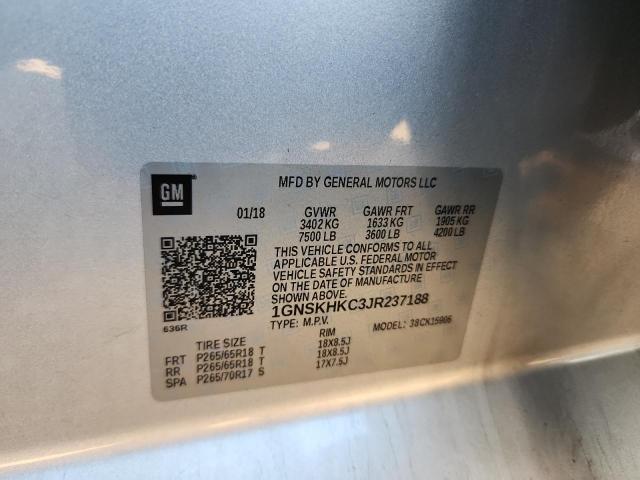 GM
MFD BY GENERAL MOTORS LLC
01/18 GVWR GAWR FRT GAWR RR
3402 KG 1633 KG 1905 KG
7500 LB 3600 LB 4200 LB
THIS VEHICLE CONFORMS TO ALL
APPLICABLE U.S. FEDERAL MOTOR
VEHICLE SAFETY STANDARDS IN EFFECT
ON THE DATE OF MANUFACTURE
SHOWN ABOVE.
1GNSKHKC3JR237188
TYPE: M.P.V. MODEL: 38CK15906
636R
TIRE SIZE RIM
FRT P265/65R18 T 18X8.5J
RR P265/65R18 T 18X8.5J
SPA P265/70R17 S 17X7.5J